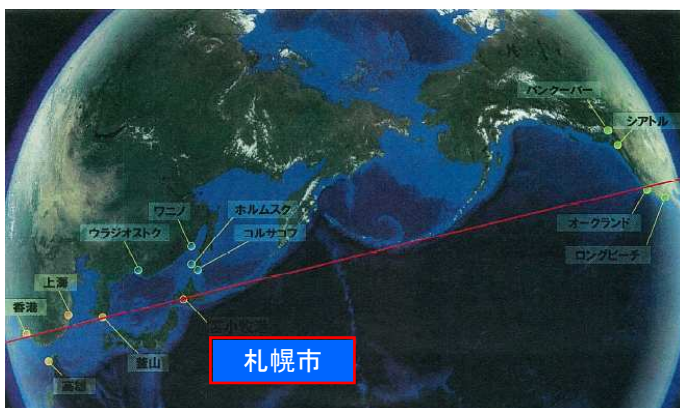 バンクーバー
シアトル
ワニノ
ホルムスク
ウラジオストク
コルサコフ
オークランド
ロングビーチ
上海
香港
釜山
高雄
札幌市